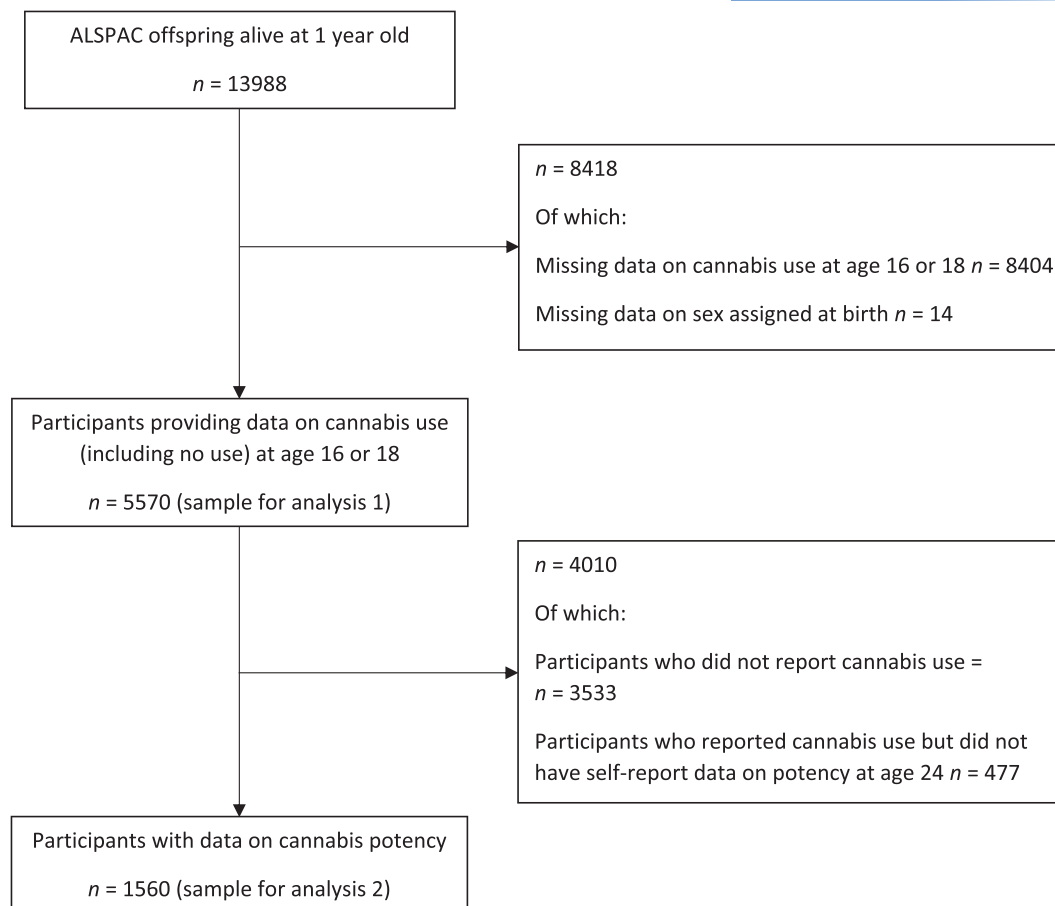 ALSPAC offspring alive at 1 year old
n = 13988
n = 8418
Of which:
Missing data on cannabis use at age 16 or 18 n = 8404
Missing data on sex assigned at birth n = 14
Participants providing data on cannabis use
(including no use) at age 16 or 18
n = 5570 (sample for analysis 1)
n = 4010
Of which:
Participants who did not report cannabis use =
n = 3533
Participants who reported cannabis use but did not
have self-report data on potency at age 24 n = 477
Participants with data on cannabis potency
n = 1560 (sample for analysis 2)